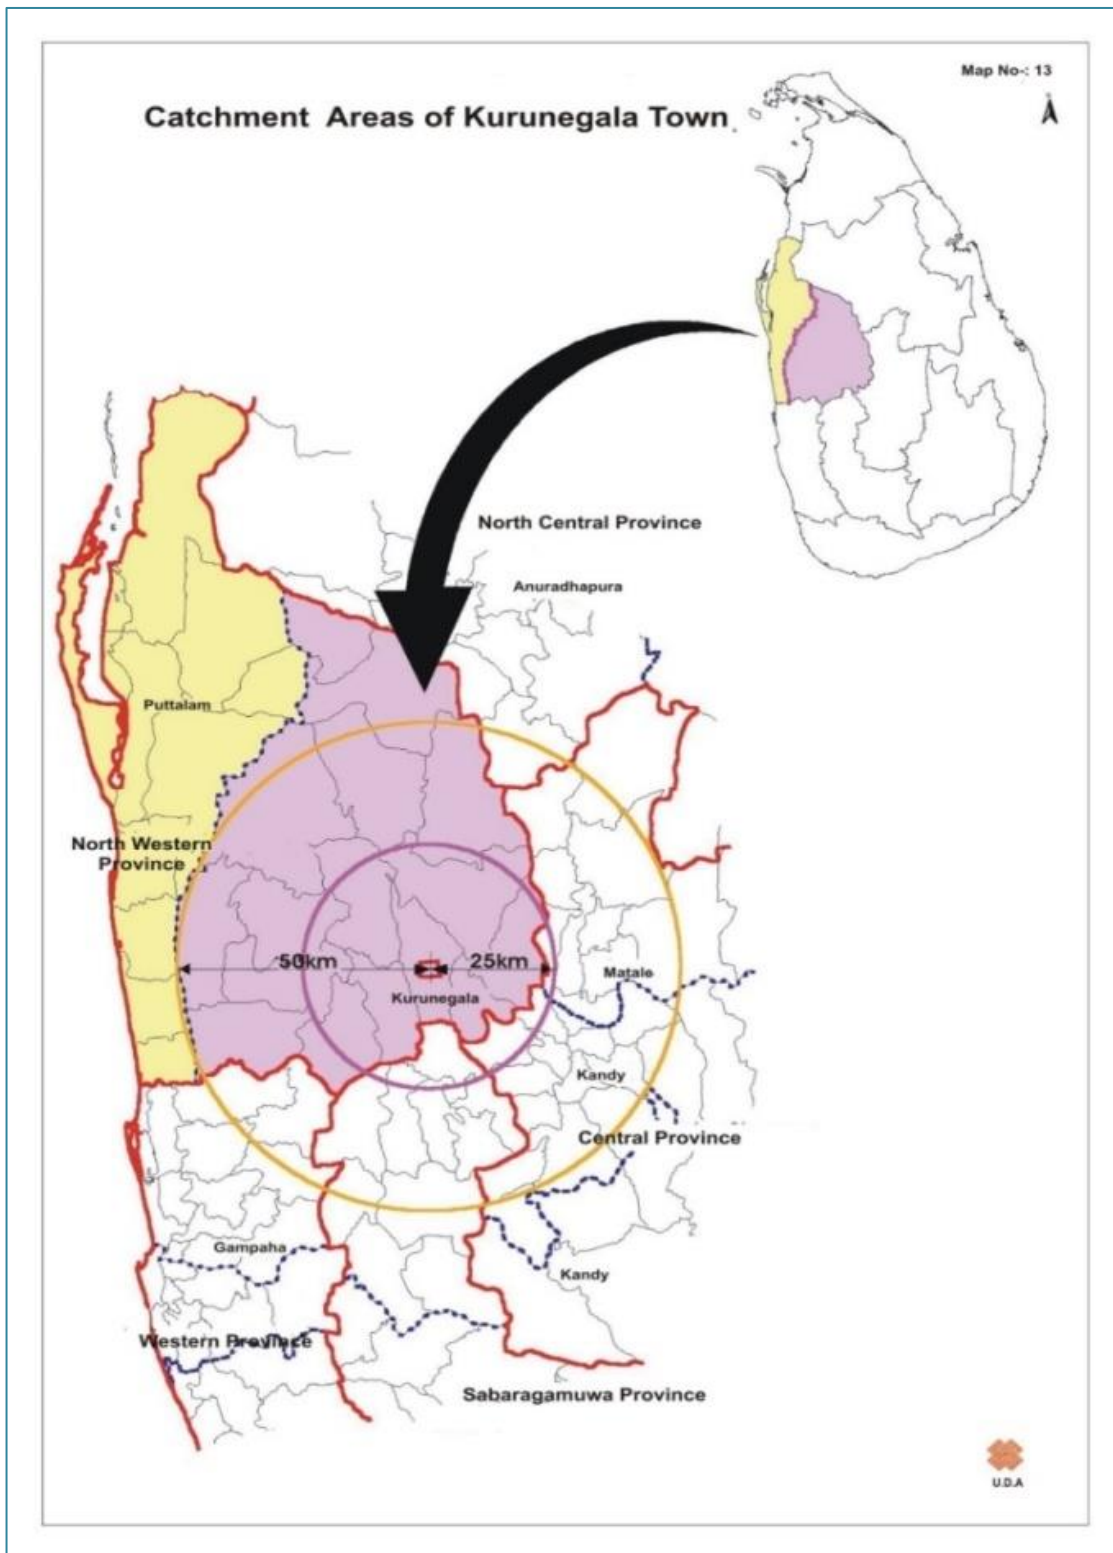 Map No-: 13
Catchment Areas of Kurunegala Town
North Central Province
Anuradhapura
Puttalam
North Western
Province
50km
25km
Matale
Kurunegala
Kandy
Central Province
Gampaha
Kandy
Western Province
Sabaragamuwa Province
U.D.A